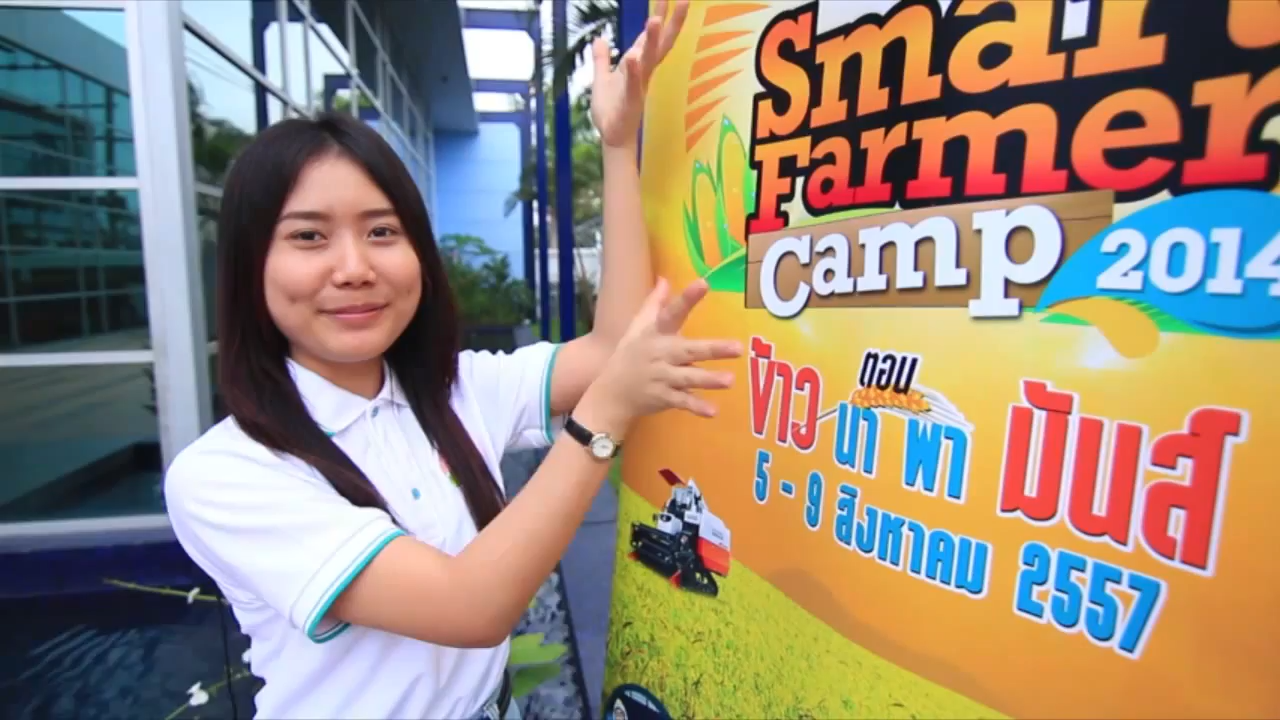 Smart
Farmer
Camp 2014
ตอน
ข้าว นา พา มันส์
5 - 9 สิงหาคม 2557